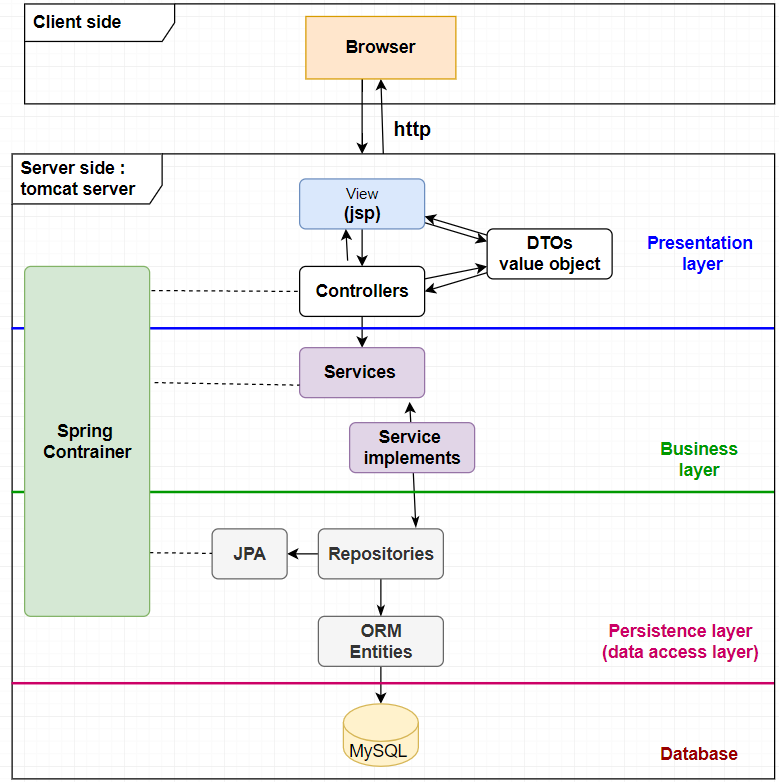 Client side
Browser
http
Server side :
tomcat server
View
(jsp)
DTOs
value object
Presentation
layer
Controllers
Services
Spring
Contrainer
Service
implements
Business
layer
JPA
Repositories
ORM
Entities
Persistence layer
(data access layer)
MySQL
Database